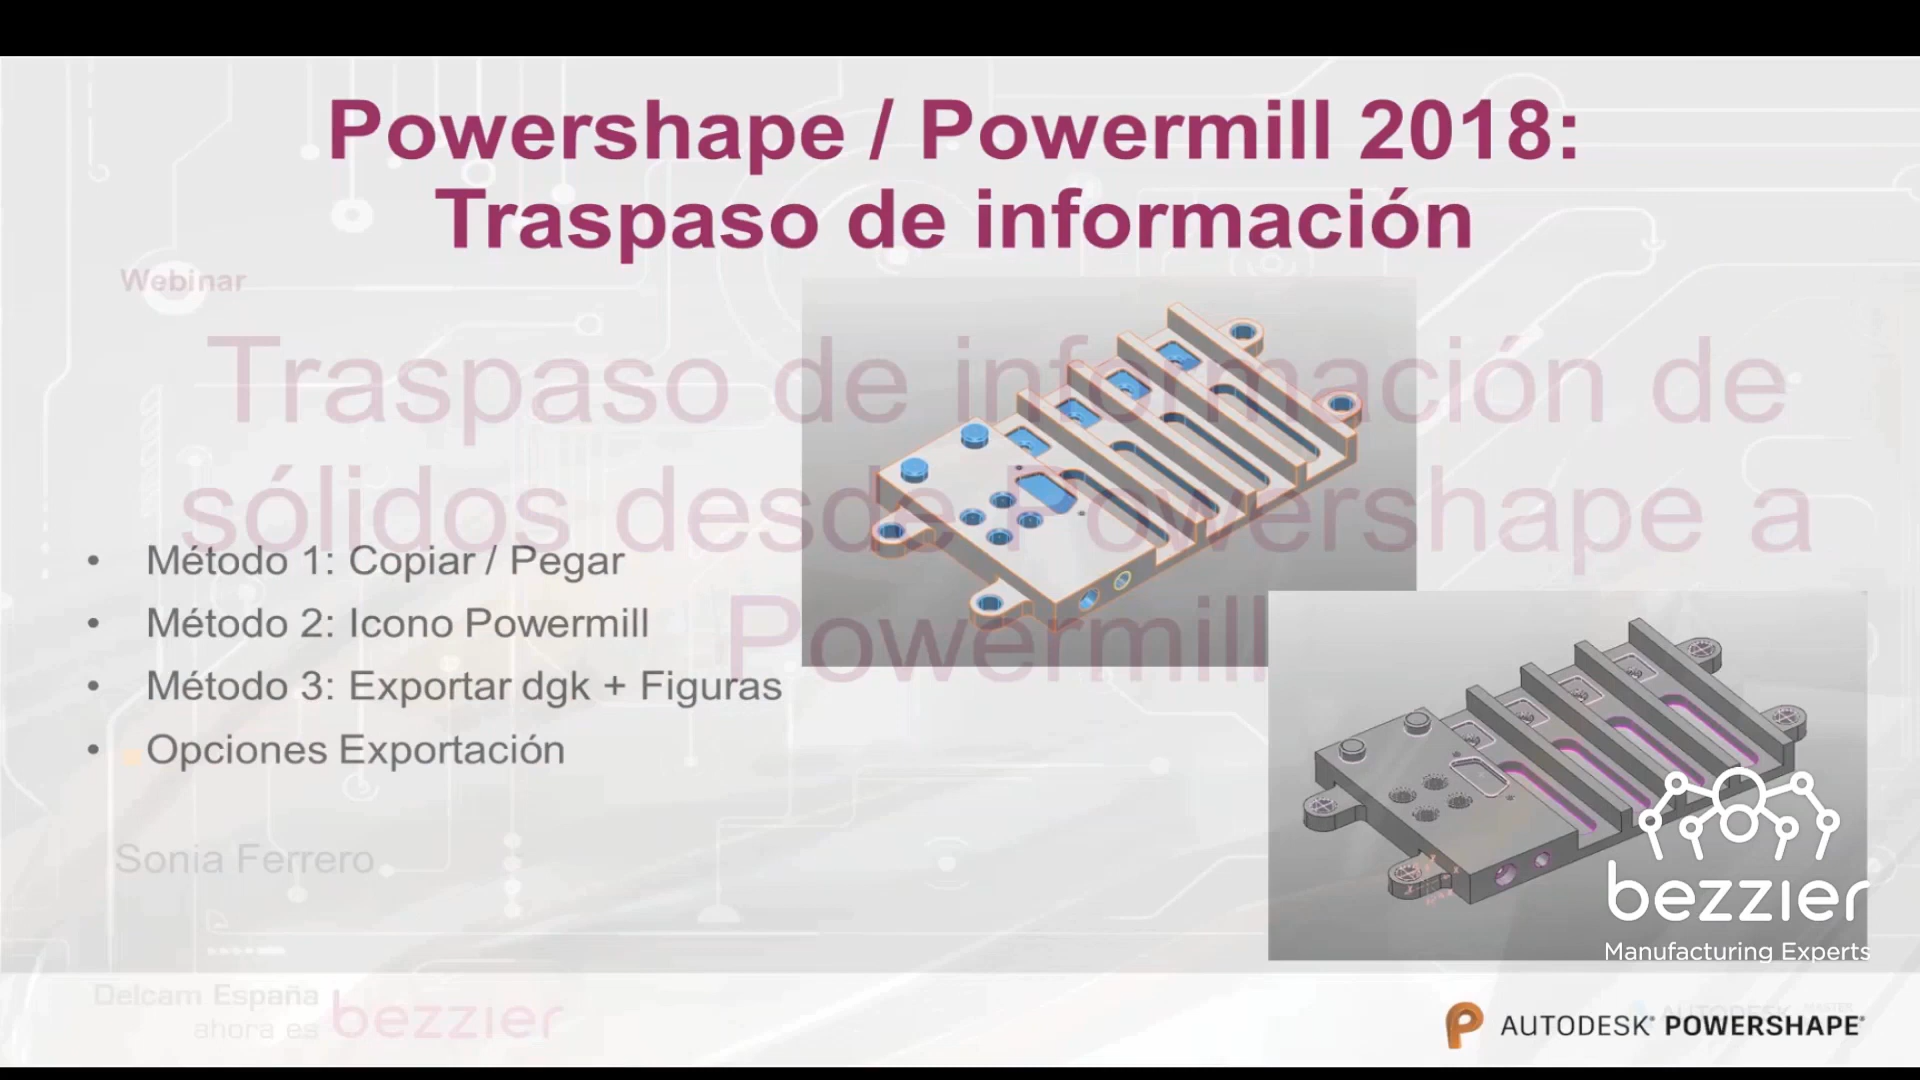 Powershape / Powermill 2018:
Traspaso de información
Webinar
Traspaso de información de
sólidos desde Powershape a
Powermill
• Método 1: Copiar / Pegar
• Método 2: Icono Powermill
• Método 3: Exportar dgk + Figuras
• Opciones Exportación
Sonia Ferrero
bezzier
Manufacturing Experts
Delcam España
ahora es bezzier
AUTODESK POWERSHAPE®
AUTODESK